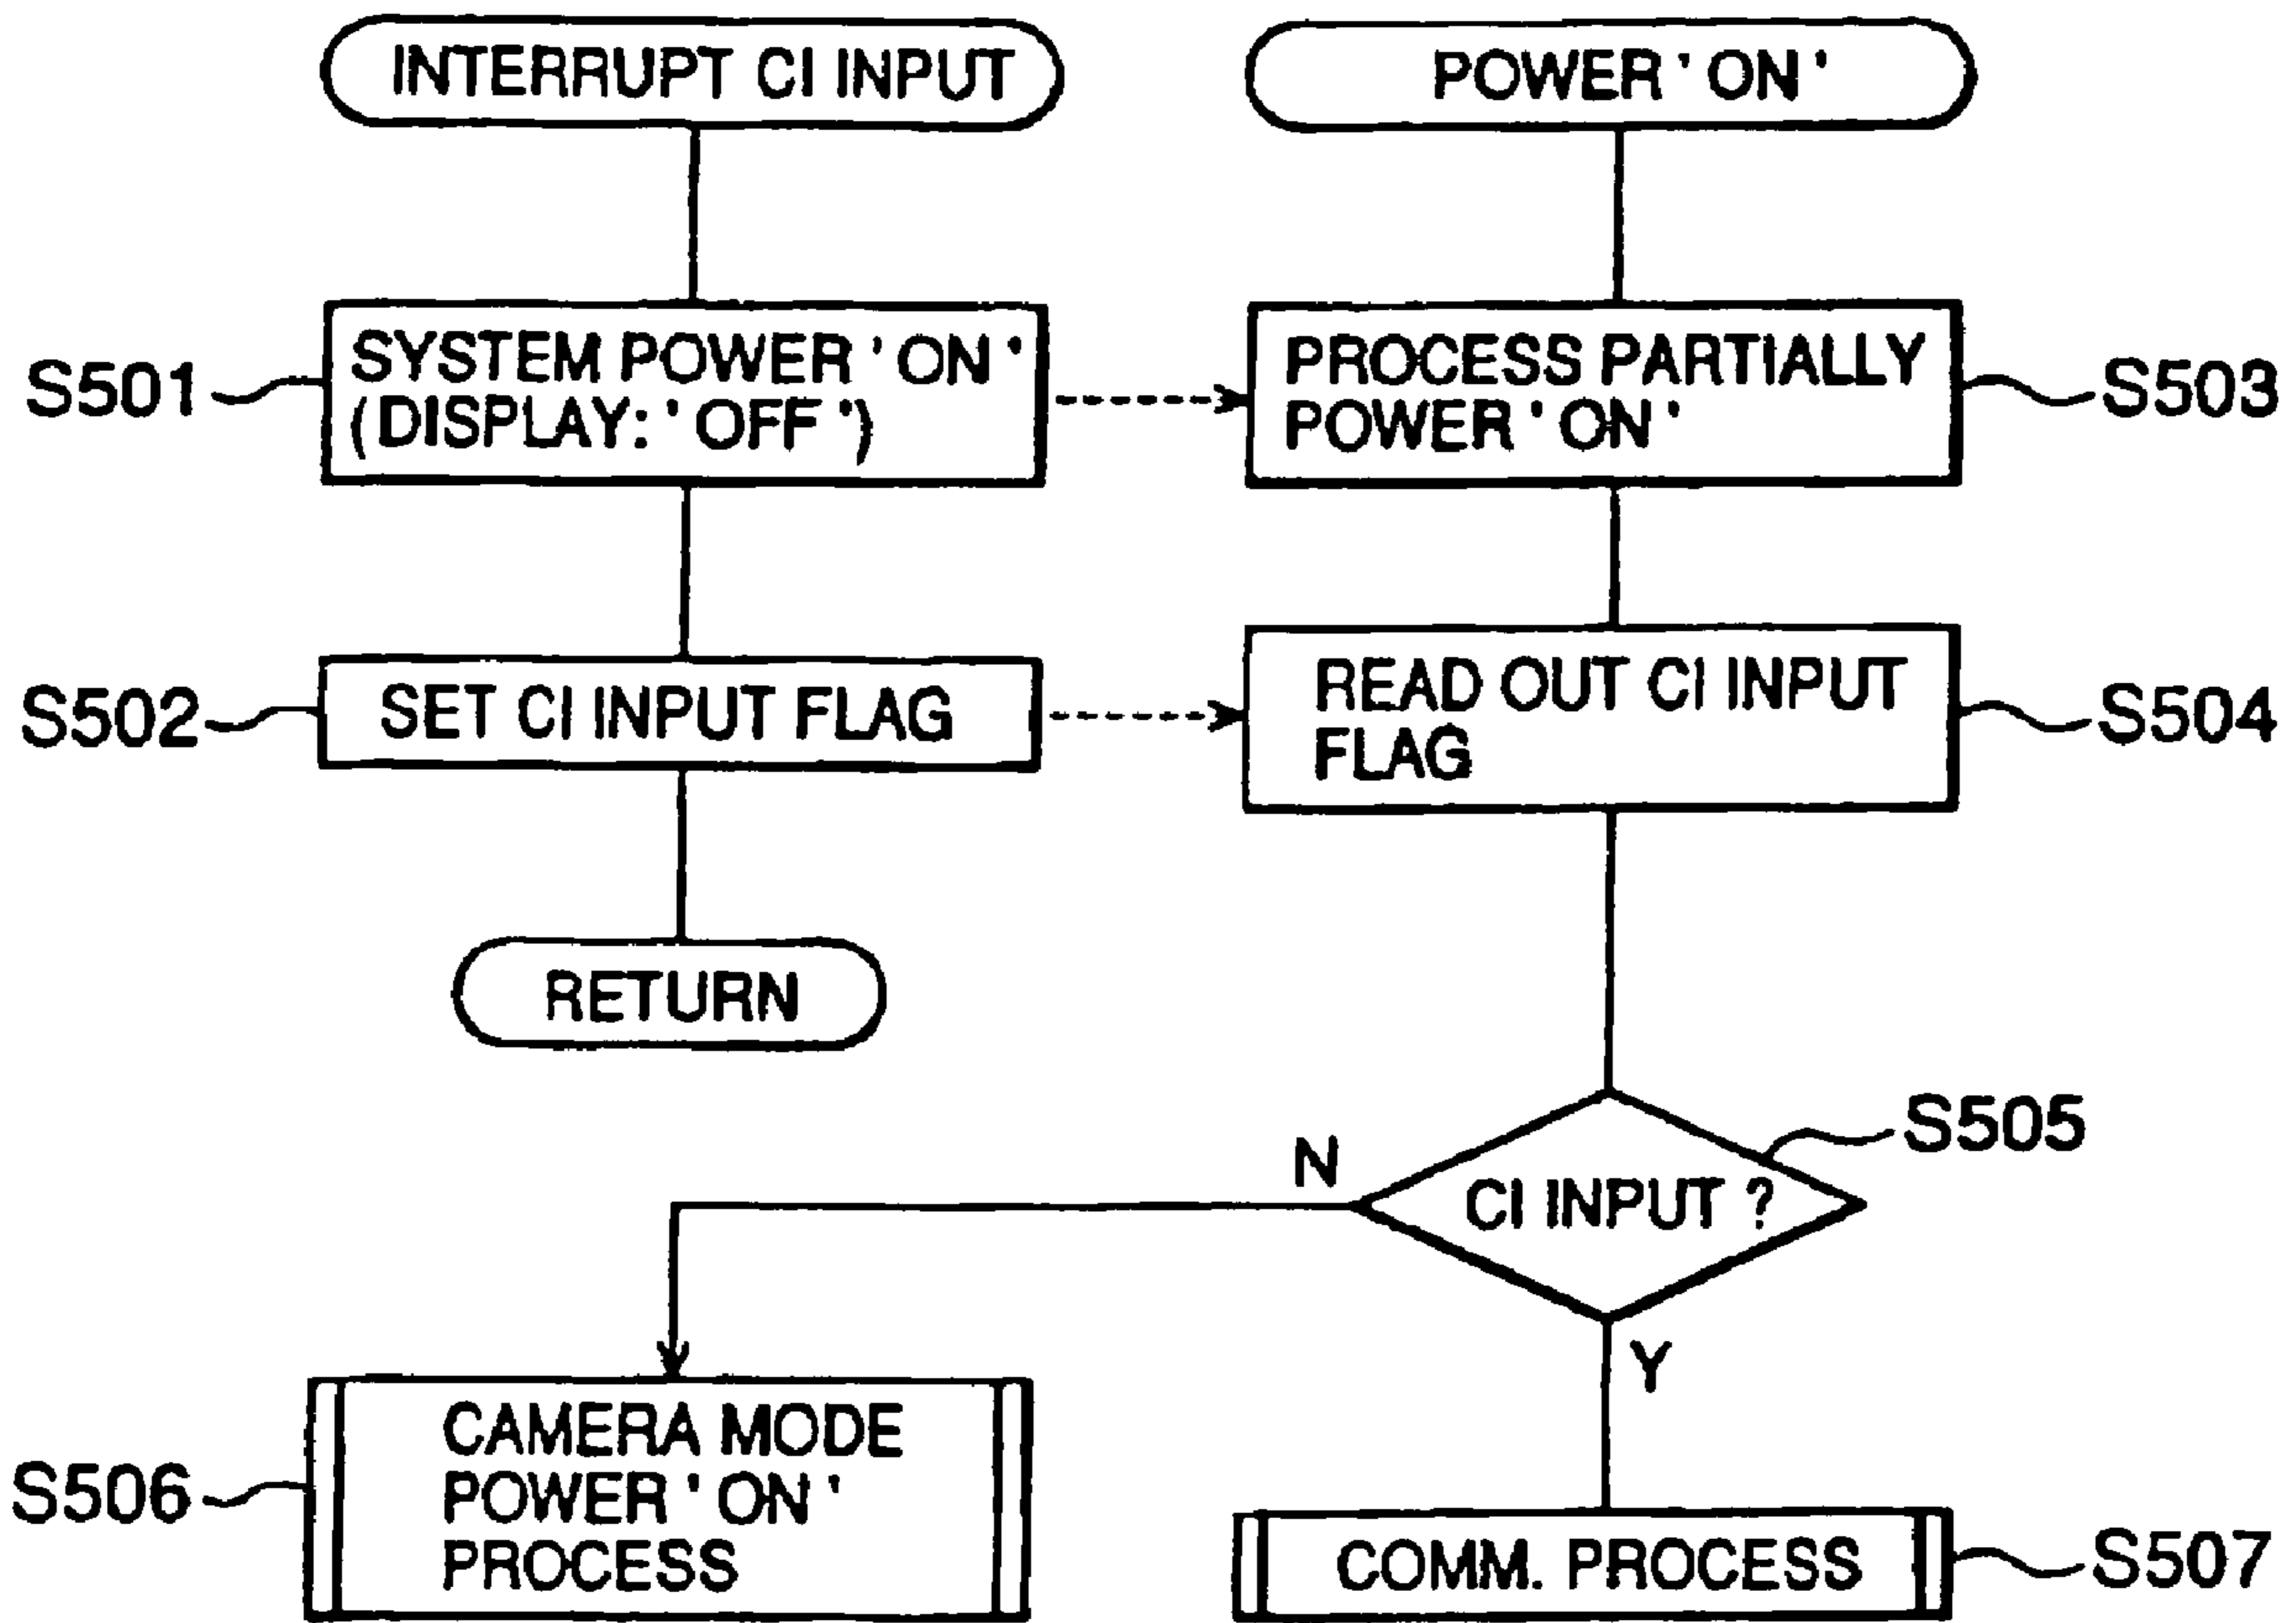 INTERRUPT CI INPUT
S501
SYSTEM POWER ' ON '
(DISPLAY: ' OFF ')
S502
SET CI INPUT FLAG
RETURN
POWER ' ON '
PROCESS PARTIALLY
POWER ' ON '
S503
READ OUT CI INPUT
FLAG
S504
CI INPUT ?
S505
N
Y
S506
CAMERA MODE
POWER ' ON '
PROCESS
COMM. PROCESS
S507